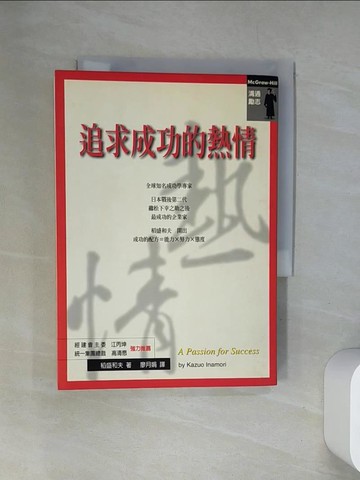 McGraw-Hill
溝通
勵志
追求成功的熱情
全球知名成功學專家
日本戰後第二代
繼松下幸之助之後
最成功的企業家
稻盛和夫 開出
成功的配方=能力×努力×態度
熱情
經建會主委 江丙坤
統一集團總裁 高清愿
強力推薦
A Passion for Success
by Kazuo Inamori
稻盛和夫 著 廖月娟 譯